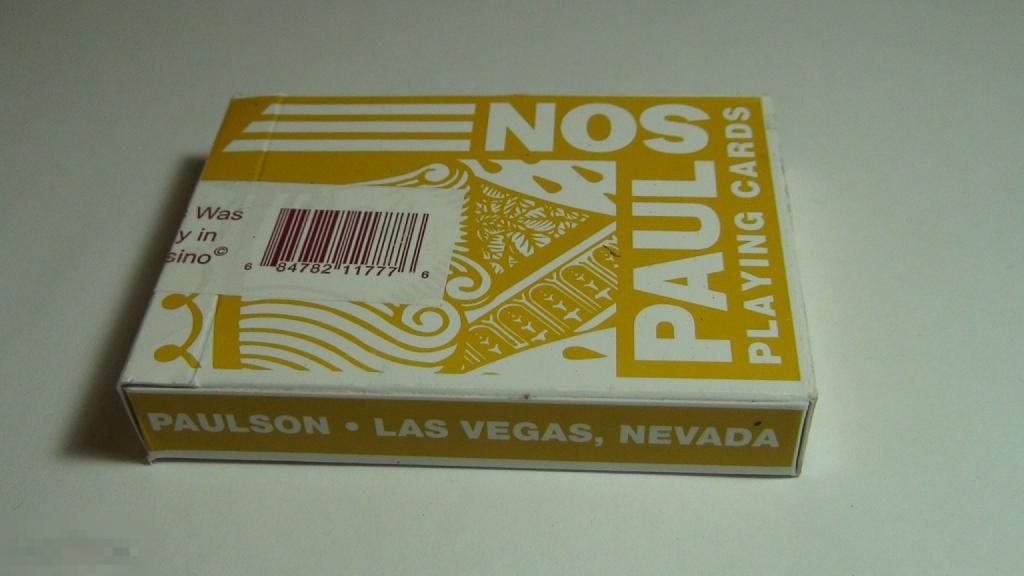 NOS
PAUL
PLAYING CARDS
Was
y in
sino©
6 84782 11777 6
PAULSON • LAS VEGAS, NEVADA